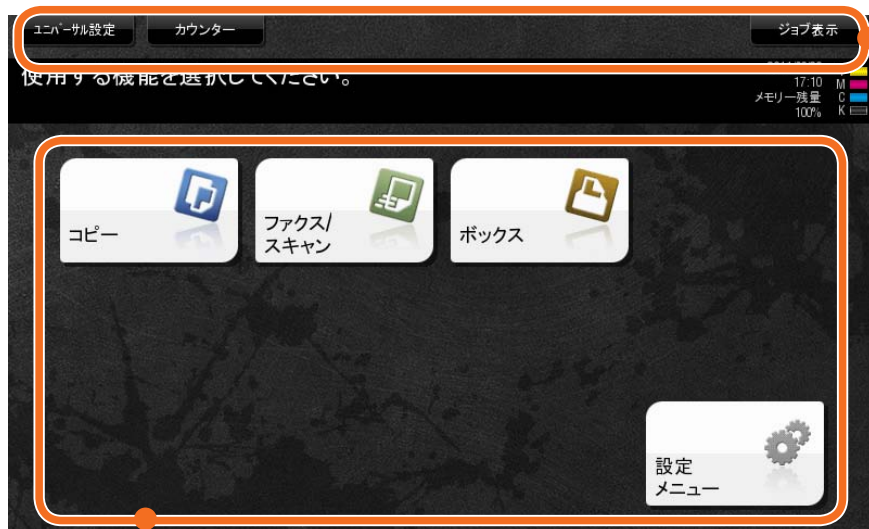 ユニバーサル設定
カウンター
ジョブ表示
使用する機能を選択してください。
17:10
メモリー残量
100%
M
C
K
コピー
ファクス/
スキャン
ボックス
設定
メニュー